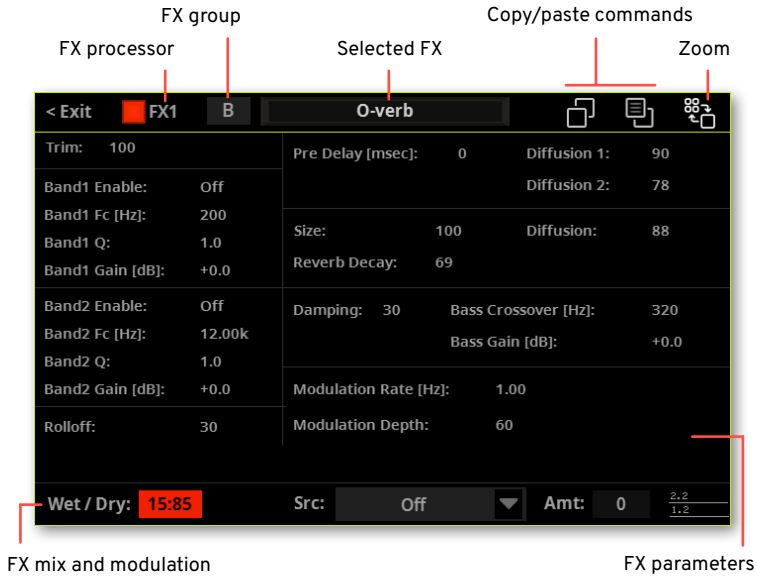 FX group
Copy/paste commands
FX processor
Selected FX
Zoom
< Exit FX1 B O-verb
Trim: 100
Pre Delay [msec]: 0 Diffusion 1: 90
Diffusion 2: 78
Band1 Enable: Off
Band1 Fc [Hz]: 200
Band1 Q: 1.0
Band1 Gain [dB]: +0.0
Size: 100 Diffusion: 88
Reverb Decay: 69
Band2 Enable: Off
Band2 Fc [Hz]: 12.00k
Band2 Q: 1.0
Band2 Gain [dB]: +0.0
Damping: 30 Bass Crossover [Hz]: 320
Bass Gain [dB]: +0.0
Modulation Rate [Hz]: 1.00
Modulation Depth: 60
Rolloff: 30
Wet / Dry: 15:85 Src: Off Amt: 0
2.2
1.2
FX mix and modulation
FX parameters